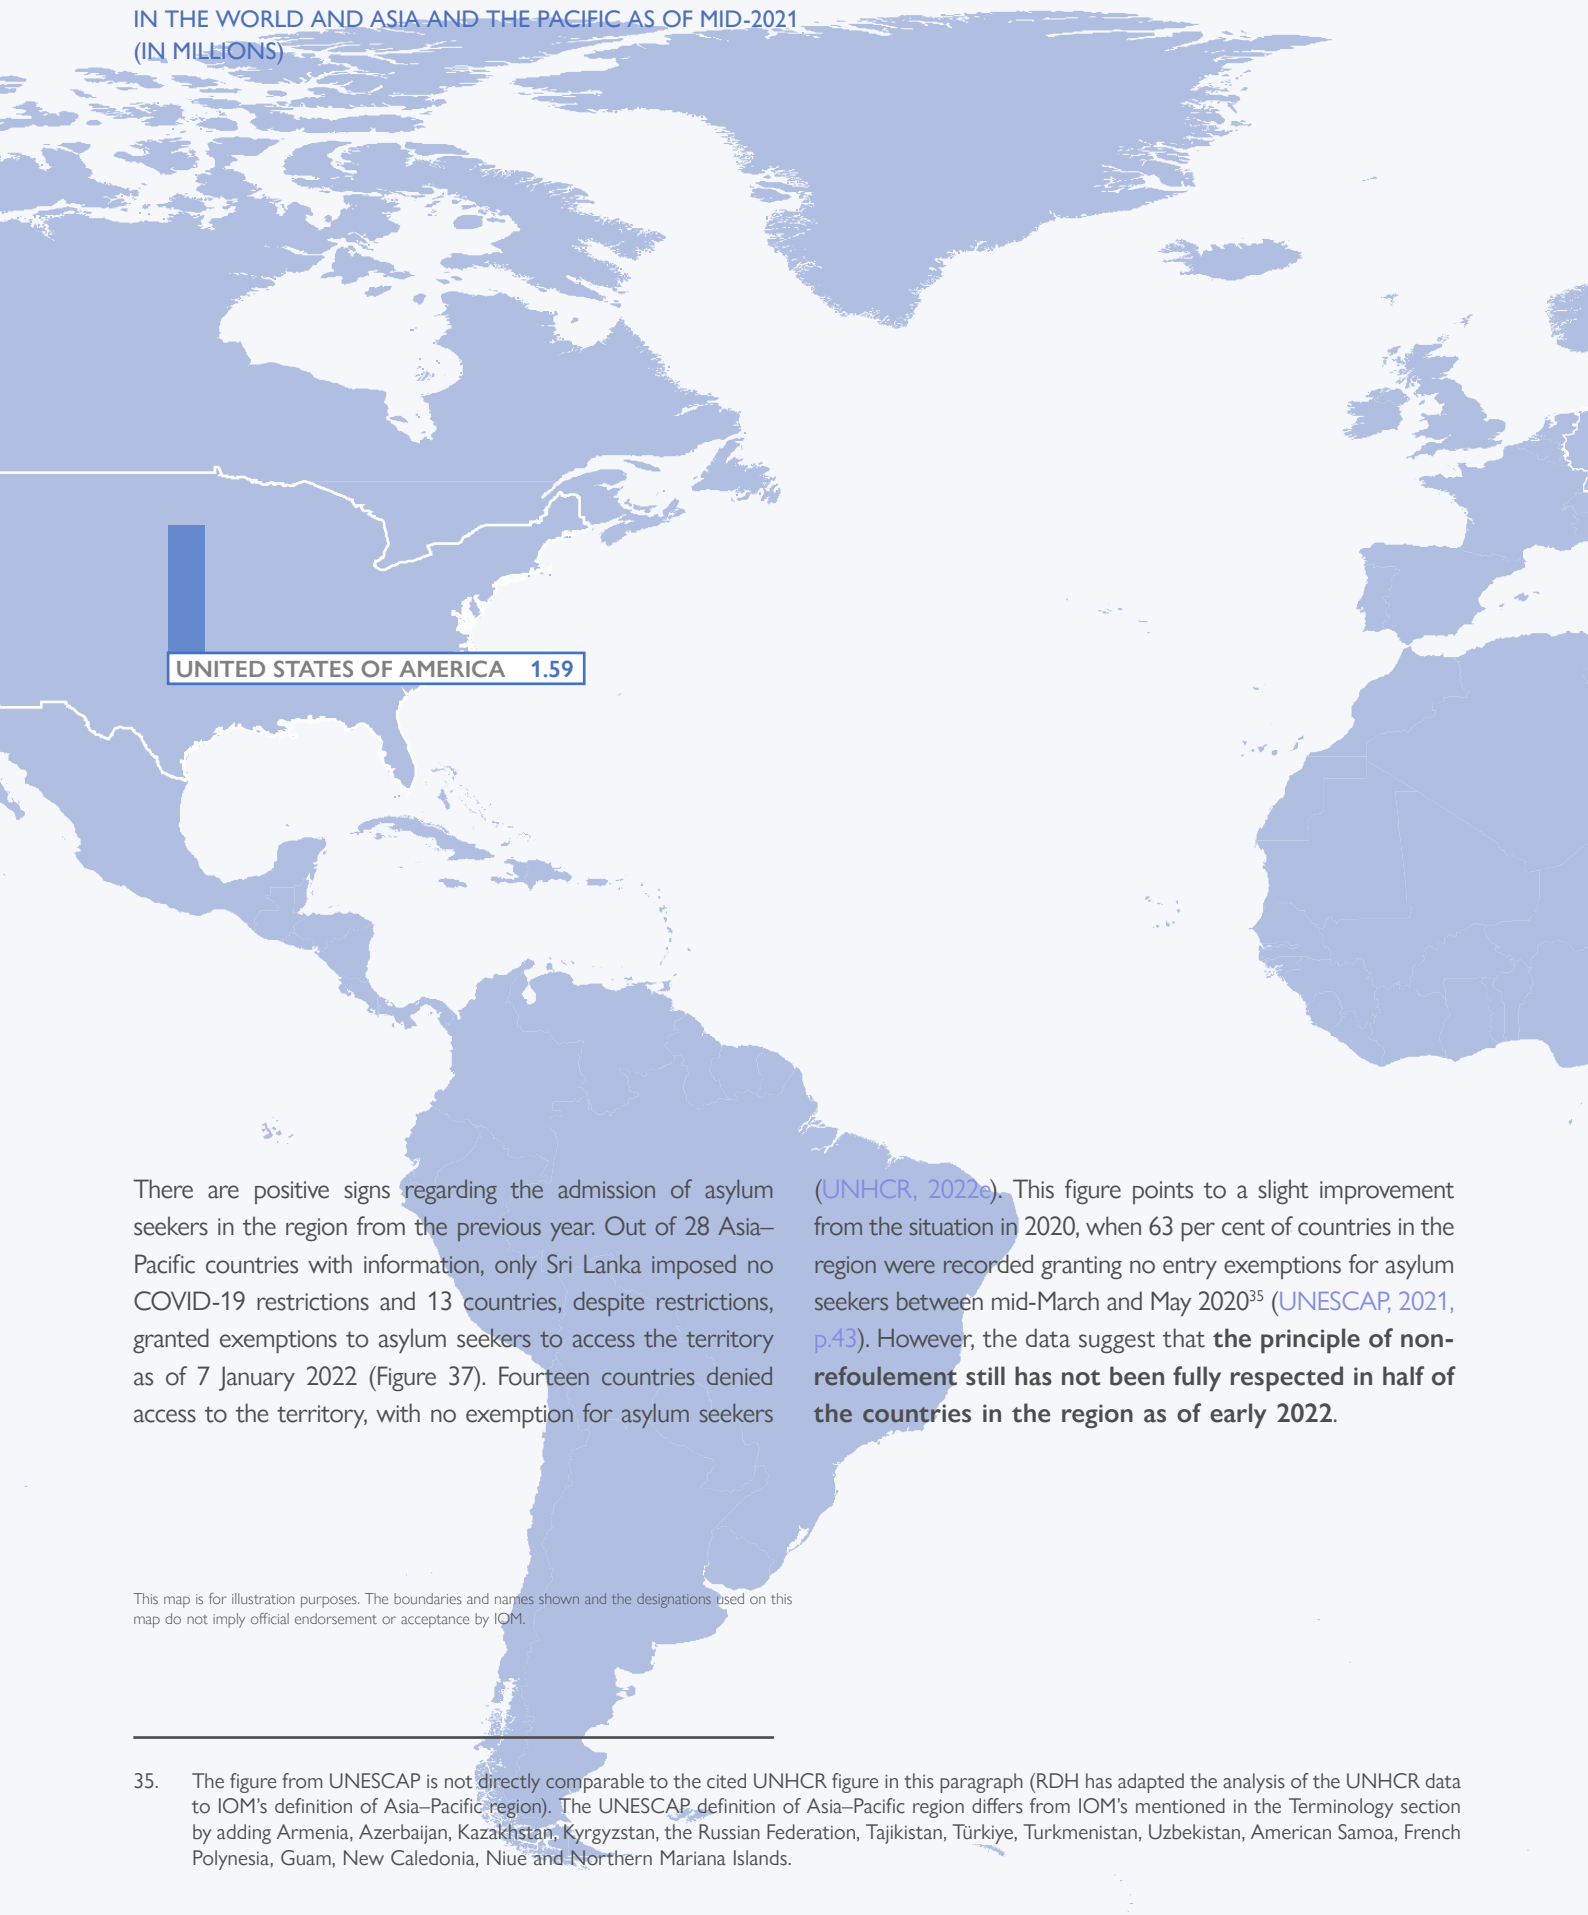 IN THE WORLD AND ASIA AND THE PACIFIC AS OF MID-2021
(IN MILLIONS)
UNITED STATES OF AMERICA 1.59
There are positive signs regarding the admission of asylum
seekers in the region from the previous year. Out of 28 Asia–
Pacific countries with information, only Sri Lanka imposed no
COVID-19 restrictions and 13 countries, despite restrictions,
granted exemptions to asylum seekers to access the territory
as of 7 January 2022 (Figure 37). Fourteen countries denied
access to the territory, with no exemption for asylum seekers
(UNHCR, 2022e). This figure points to a slight improvement
from the situation in 2020, when 63 per cent of countries in the
region were recorded granting no entry exemptions for asylum
seekers between mid-March and May 2020³⁵ (UNESCAP, 2021,
p.43). However, the data suggest that the principle of non-
refoulement still has not been fully respected in half of
the countries in the region as of early 2022.
This map is for illustration purposes. The boundaries and names shown and the designations used on this
map do not imply official endorsement or acceptance by IOM.
35. The figure from UNESCAP is not directly comparable to the cited UNHCR figure in this paragraph (RDH has adapted the analysis of the UNHCR data
to IOM’s definition of Asia–Pacific region). The UNESCAP definition of Asia–Pacific region differs from IOM’s mentioned in the Terminology section
by adding Armenia, Azerbaijan, Kazakhstan, Kyrgyzstan, the Russian Federation, Tajikistan, Türkiye, Turkmenistan, Uzbekistan, American Samoa, French
Polynesia, Guam, New Caledonia, Niue and Northern Mariana Islands.